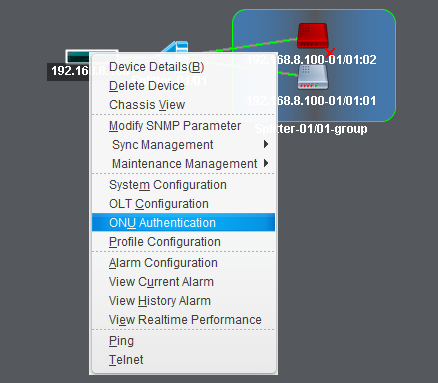 192.168.8.100-01/01:02
192.168
01
192.168.8.100-01/01:01
Splitter-01/01-group
Device Details(B)
Delete Device
Chassis View
Modify SNMP Parameter
Sync Management
Maintenance Management
System Configuration
OLT Configuration
ONU Authentication
Profile Configuration
Alarm Configuration
View Current Alarm
View History Alarm
View Realtime Performance
Ping
Telnet